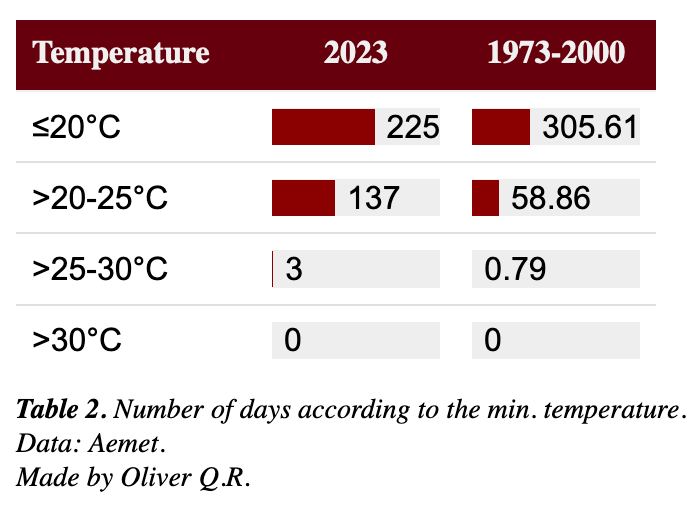 Temperature 2023 1973-2000
≤20°C 225 305.61
>20-25°C 137 58.86
>25-30°C 3 0.79
>30°C 0 0
Table 2. Number of days according to the min. temperature.
Data: Aemet.
Made by Oliver Q.R.